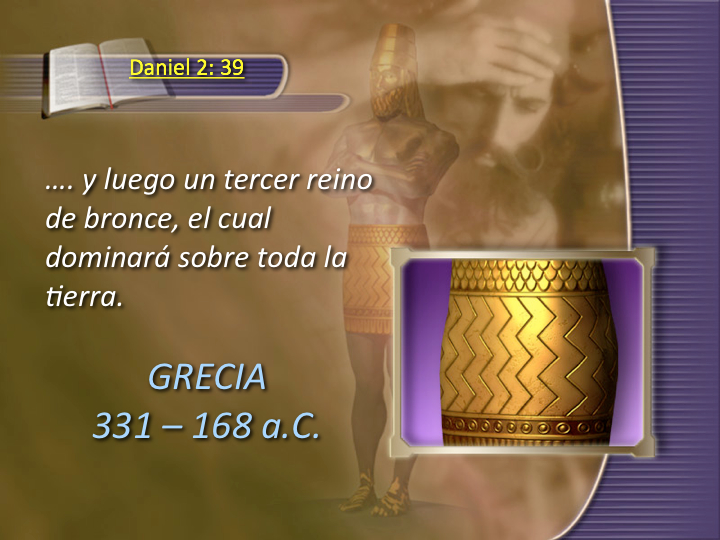 Daniel 2: 39
.... y luego un tercer reino
de bronce, el cual
dominará sobre toda la
tierra.
GRECIA
331 – 168 a.C.